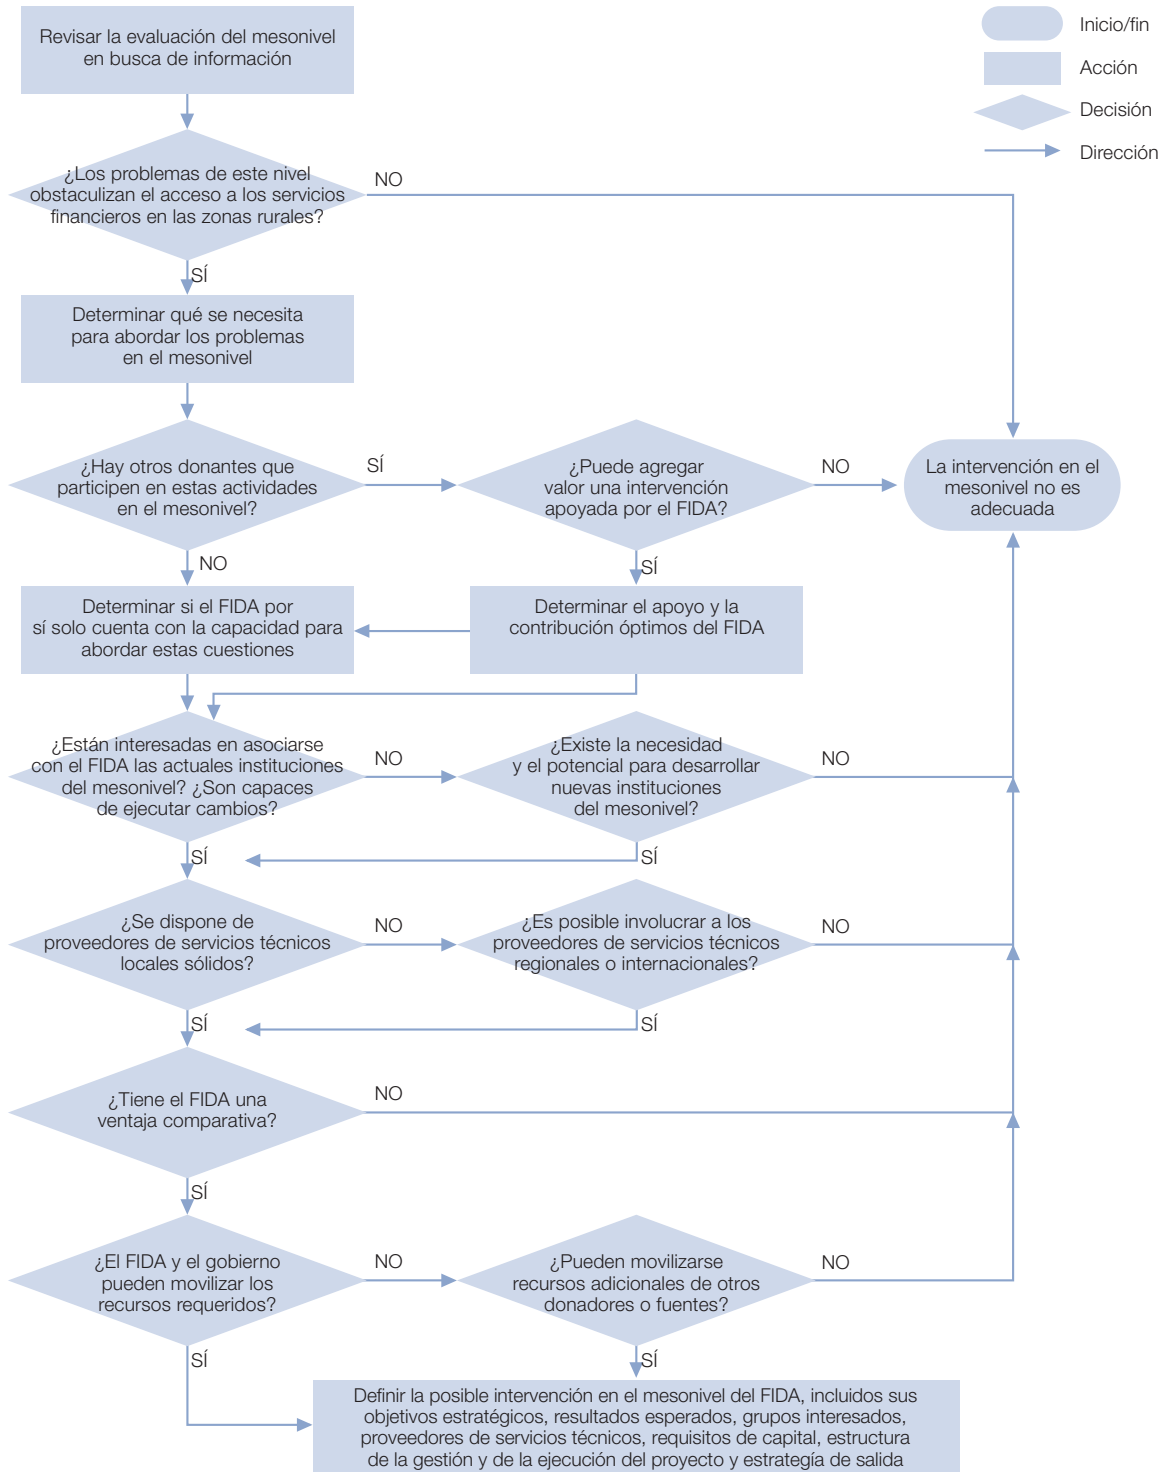 Revisar la evaluación del mesonivel
en busca de información
Inicio/fin
Acción
Decisión
Dirección
¿Los problemas de este nivel
obstaculizan el acceso a los servicios
financieros en las zonas rurales?
NO
SÍ
Determinar qué se necesita
para abordar los problemas
en el mesonivel
¿Hay otros donantes que
participen en estas actividades
en el mesonivel?
SÍ
¿Puede agregar
valor una intervención
apoyada por el FIDA?
NO
La intervención en el
mesonivel no es
adecuada
NO
SÍ
Determinar si el FIDA por
sí solo cuenta con la capacidad para
abordar estas cuestiones
Determinar el apoyo y la
contribución óptimos del FIDA
¿Están interesadas en asociarse
con el FIDA las actuales instituciones
del mesonivel? ¿Son capaces
de ejecutar cambios?
NO
¿Existe la necesidad
y el potencial para desarrollar
nuevas instituciones
del mesonivel?
NO
SÍ
SÍ
¿Se dispone de
proveedores de servicios técnicos
locales sólidos?
NO
¿Es posible involucrar a los
proveedores de servicios técnicos
regionales o internacionales?
NO
SÍ
SÍ
¿Tiene el FIDA una
ventaja comparativa?
NO
SÍ
¿El FIDA y el gobierno
pueden movilizar los
recursos requeridos?
NO
¿Pueden movilizarse
recursos adicionales de otros
donadores o fuentes?
NO
SÍ
SÍ
Definir la posible intervención en el mesonivel del FIDA, incluidos sus
objetivos estratégicos, resultados esperados, grupos interesados,
proveedores de servicios técnicos, requisitos de capital, estructura
de la gestión y de la ejecución del proyecto y estrategía de salida